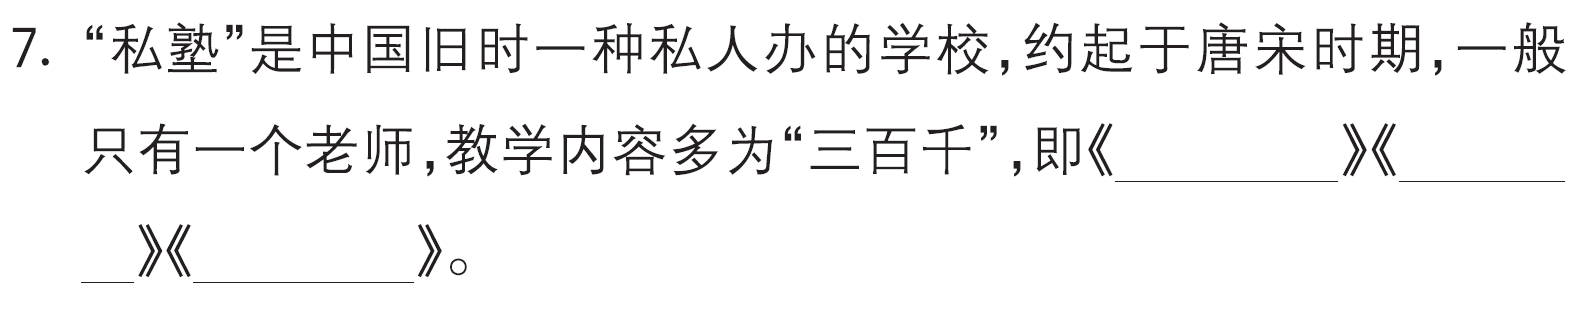 7. “私塾”是中国旧时一种私人办的学校,约起于唐宋时期,一般
只有一个老师,教学内容多为“三百千”,即《________》《______
__》《________》。